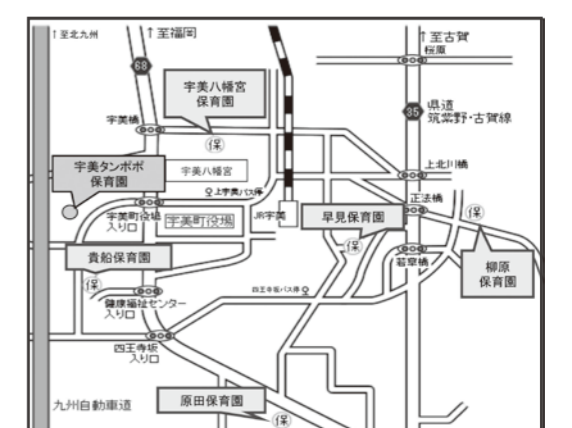 ↑至北九州
↑至福岡
↑至古賀
桜原
68
宇美八幡宮
保育園
35
県道
筑紫野・古賀線
宇美橋
保
上北川橋
宇美タンポポ
保育園
宇美八幡宮
上宇美バス停
正法橋
宇美町役場
入り口
宇美町役場
JR宇美
早見保育園
保
保
貴船保育園
若草橋
柳原
保育園
保
四王寺坂バス停
健康福祉センター
入り口
四王寺坂
入り口
原田保育園
九州自動車道
保